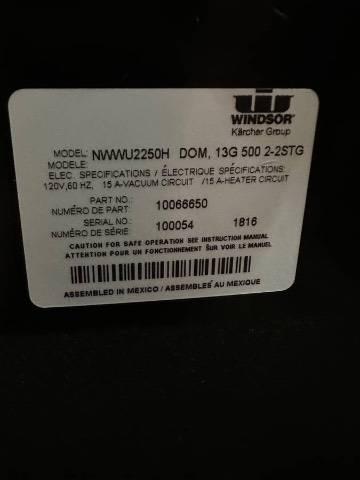 WINDSOR
Kärcher Group
MODEL: NWWU2250H DOM, 13G 500 2-2STG
MODELE:
ELEC. SPECIFICATIONS / ÉLECTRIQUE SPÉCIFICATIONS:
120V,60 HZ, 15 A-VACUUM CIRCUIT /15 A-HEATER CIRCUIT
PART NO.: 10066650
NUMÉRO DE PART:
SERIAL NO.: 100054 1816
NUMÉRO DE SÉRIE:
CAUTION FOR SAFE OPERATION SEE INSTRUCTION MANUAL
ATTENTION POUR UN FONCTIONNEMENT SUR VOIR LE MANUEL
ASSEMBLED IN MEXICO / ASSEMBLÉS AU MEXIQUE